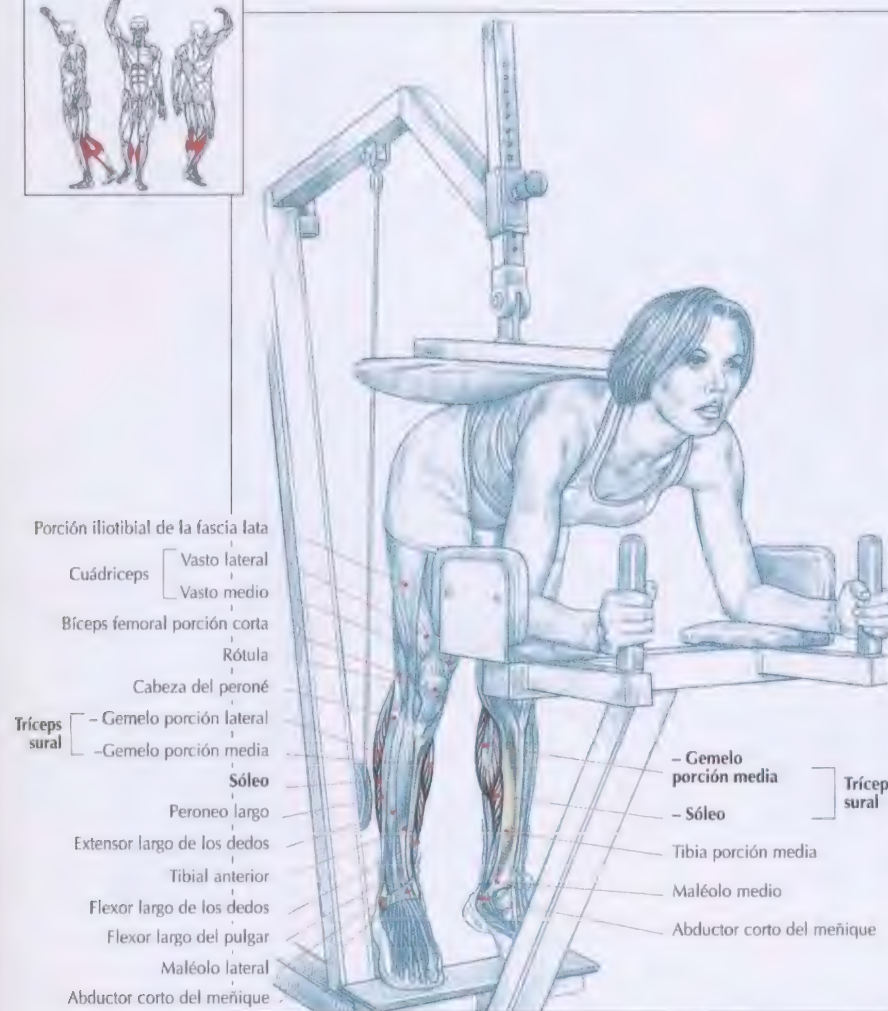 Porción iliotibial de la fascia lata
Cuádriceps
Vasto lateral
Vasto medio
Bíceps femoral porción corta
Rótula
Cabeza del peroné
Tríceps
sural
– Gemelo porción lateral
–Gemelo porción media
Sóleo
Peroneo largo
Extensor largo de los dedos
Tibial anterior
Flexor largo de los dedos
Flexor largo del pulgar
Maléolo lateral
Abductor corto del meñique
– Gemelo
porción media
– Sóleo
Trícep
sural
Tibia porción media
Maléolo medio
Abductor corto del meñique